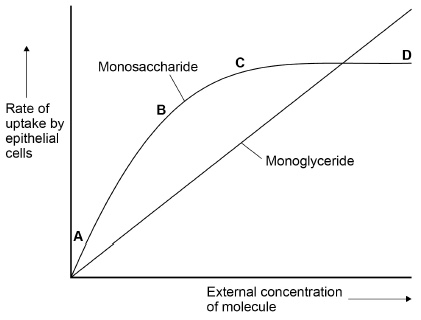 D
C
Monosaccharide
Rate of
uptake by
epithelial
cells
B
Monoglyceride
A
External concentration
of molecule